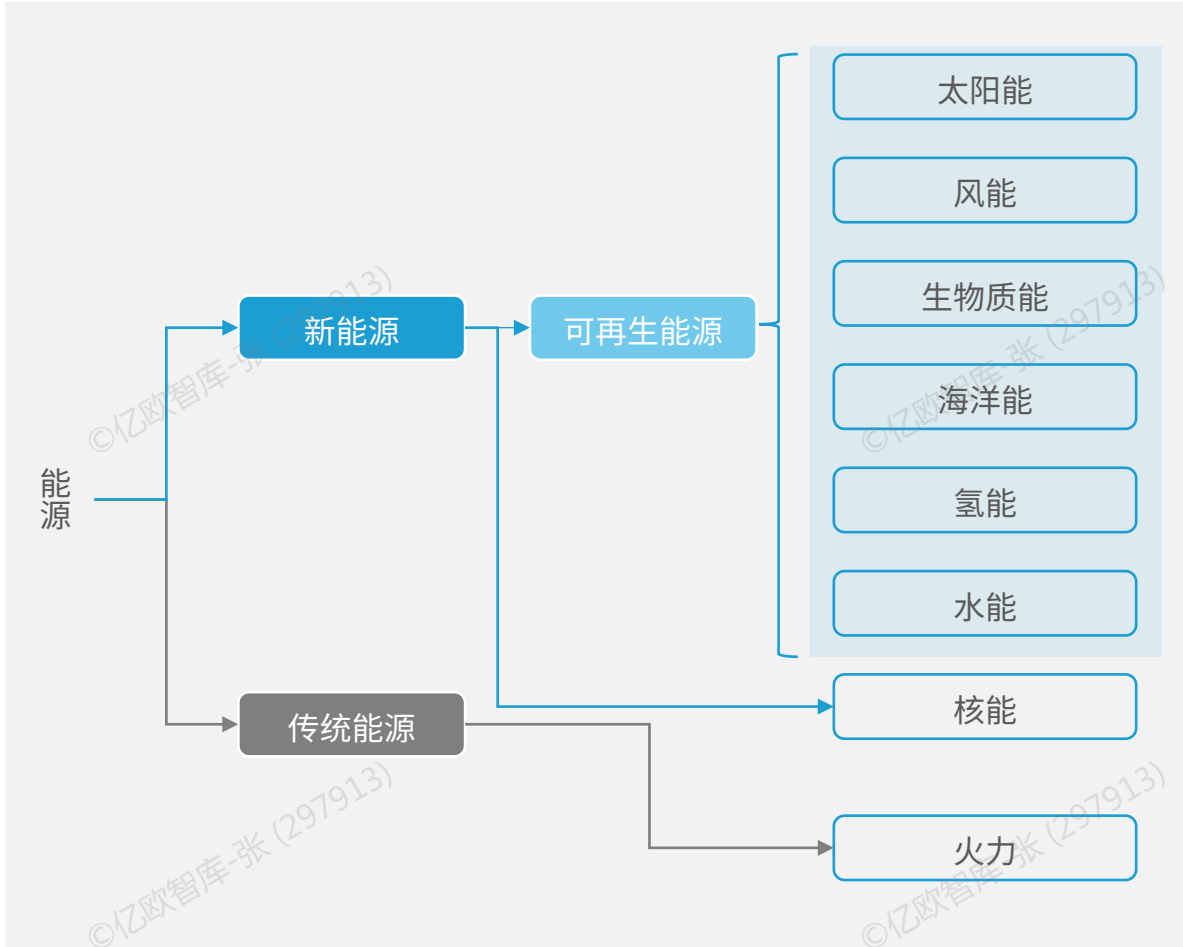 太阳能
风能
生物质能
海洋能
氢能
水能
核能
火力
新能源
可再生能源
传统能源
能
源
©亿欧智库-张 (297913)
©亿欧智库-张 (297913)
©亿欧智库-张 (297913)
©亿欧智库-张 (297913)